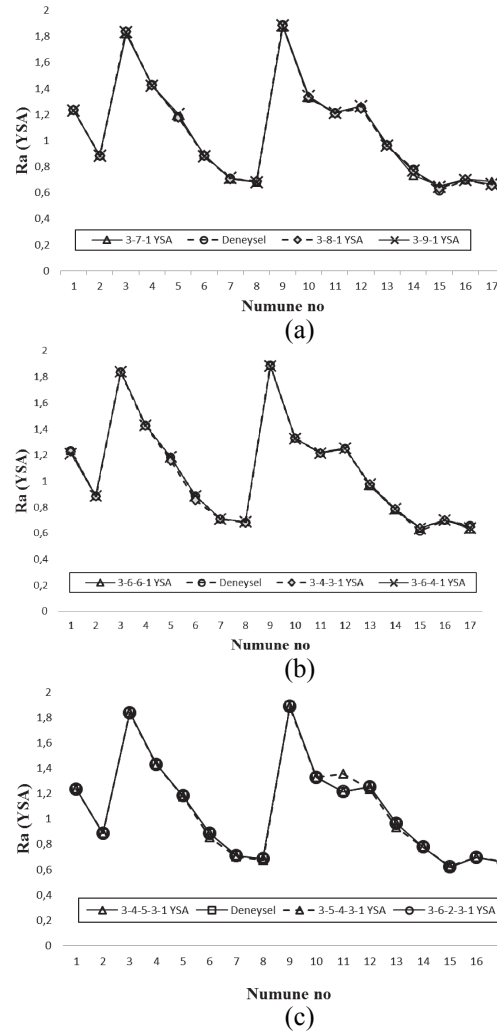 2
1,8
1,6
1,4
1,2
1
0,8
0,6
0,4
0,2
0
Ra (YSA)
3-7-1 YSA Deneysel 3-8-1 YSA 3-9-1 YSA
1 2 3 4 5 6 7 8 9 10 11 12 13 14 15 16 17
Numune no
(a)
2
1,8
1,6
1,4
1,2
1
0,8
0,6
0,4
0,2
0
Ra (YSA)
3-6-6-1 YSA Deneysel 3-4-3-1 YSA 3-6-4-1 YSA
1 2 3 4 5 6 7 8 9 10 11 12 13 14 15 16 17
Numune no
(b)
2
1,8
1,6
1,4
1,2
1
0,8
0,6
0,4
0,2
0
Ra (YSA)
3-4-5-3-1 YSA Deneysel 3-5-4-3-1 YSA 3-6-2-3-1 YSA
1 2 3 4 5 6 7 8 9 10 11 12 13 14 15 16
Numune no
(c)